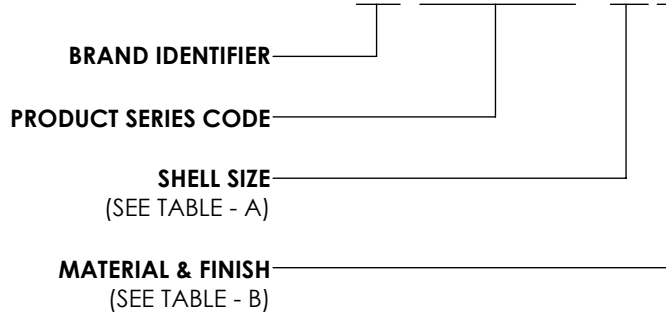 BRAND IDENTIFIER
PRODUCT SERIES CODE
SHELL SIZE
(SEE TABLE - A)
MATERIAL & FINISH
(SEE TABLE - B)